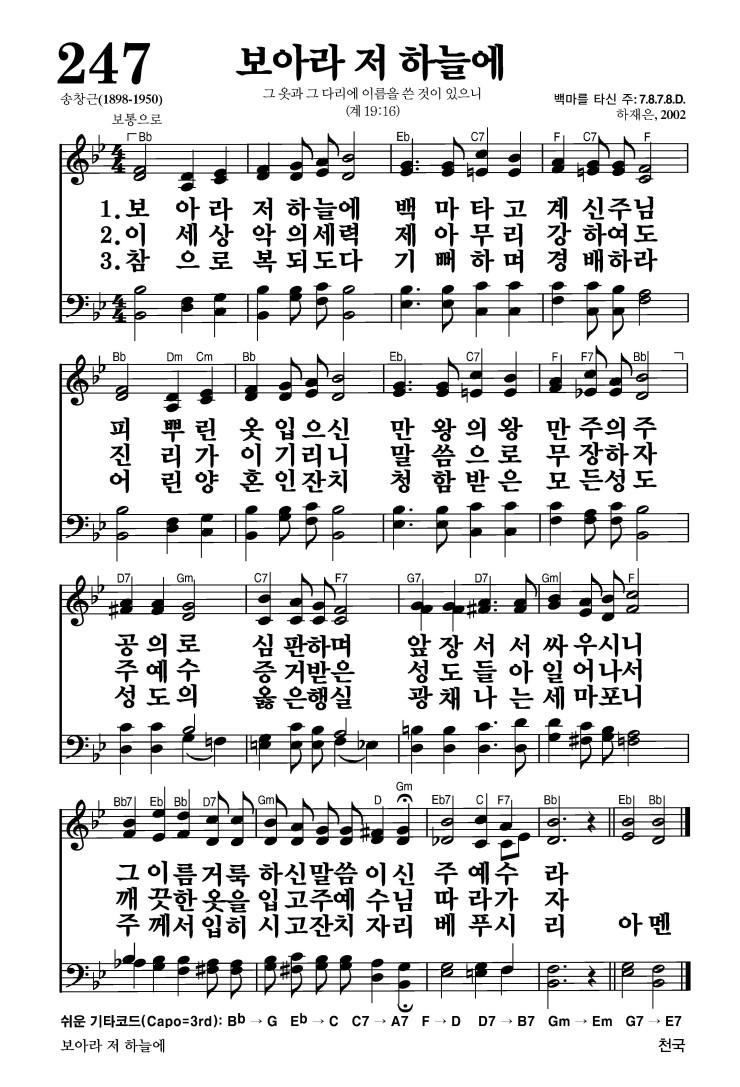 247 보아라 저 하늘에
송창근(1898-1950) 그 옷과 그 다리에 이름을 쓴 것이 있으니 백마를 타신 주: 7.8.7.8.D.
보통으로 (계 19:16) 하재은, 2002
Bb Eb C7 F C7 F
4 4
1.보 아 라 저 하늘에 백 마 타 고 계 신주님
2.이 세 상 악 의세력 제 아 무 리 강 하여도
3.참 으 로 복 되도다 기 뻐 하 며 경 배하라
4 4
Bb Dm Cm Bb Eb C7 F F7 Bb
피 뿌 린 옷 입으신 만 왕 의 왕 만 주의주
진 리 가 이 기리니 말 씀 으 로 무 장하자
어 린 양 혼 인잔치 청 함 받 은 모 든성도
D7 Gm C7 F7 G7 D7 Gm F
공 의 로 심 판하며 앞 장 서 서 싸 우시니
주 예 수 증 거받은 성 도 들 아 일 어나서
성 도 의 옳 은행실 광 채 나 는 세 마포니
Bb7 Eb Bb D7 Gm D Gm Eb7 C F7 Bb Eb Bb
그 이름 거룩 하신말씀 이신 주 예수 라
깨 끗한 옷을 입고주예 수님 따 라가 자
주 께서 입히 시고잔치 자리 베 푸시 리 아멘
쉬운 기타코드(Capo=3rd): Bb → G Eb → C C7 → A7 F → D D7 → B7 Gm → Em G7 → E7
보아라 저 하늘에 천국